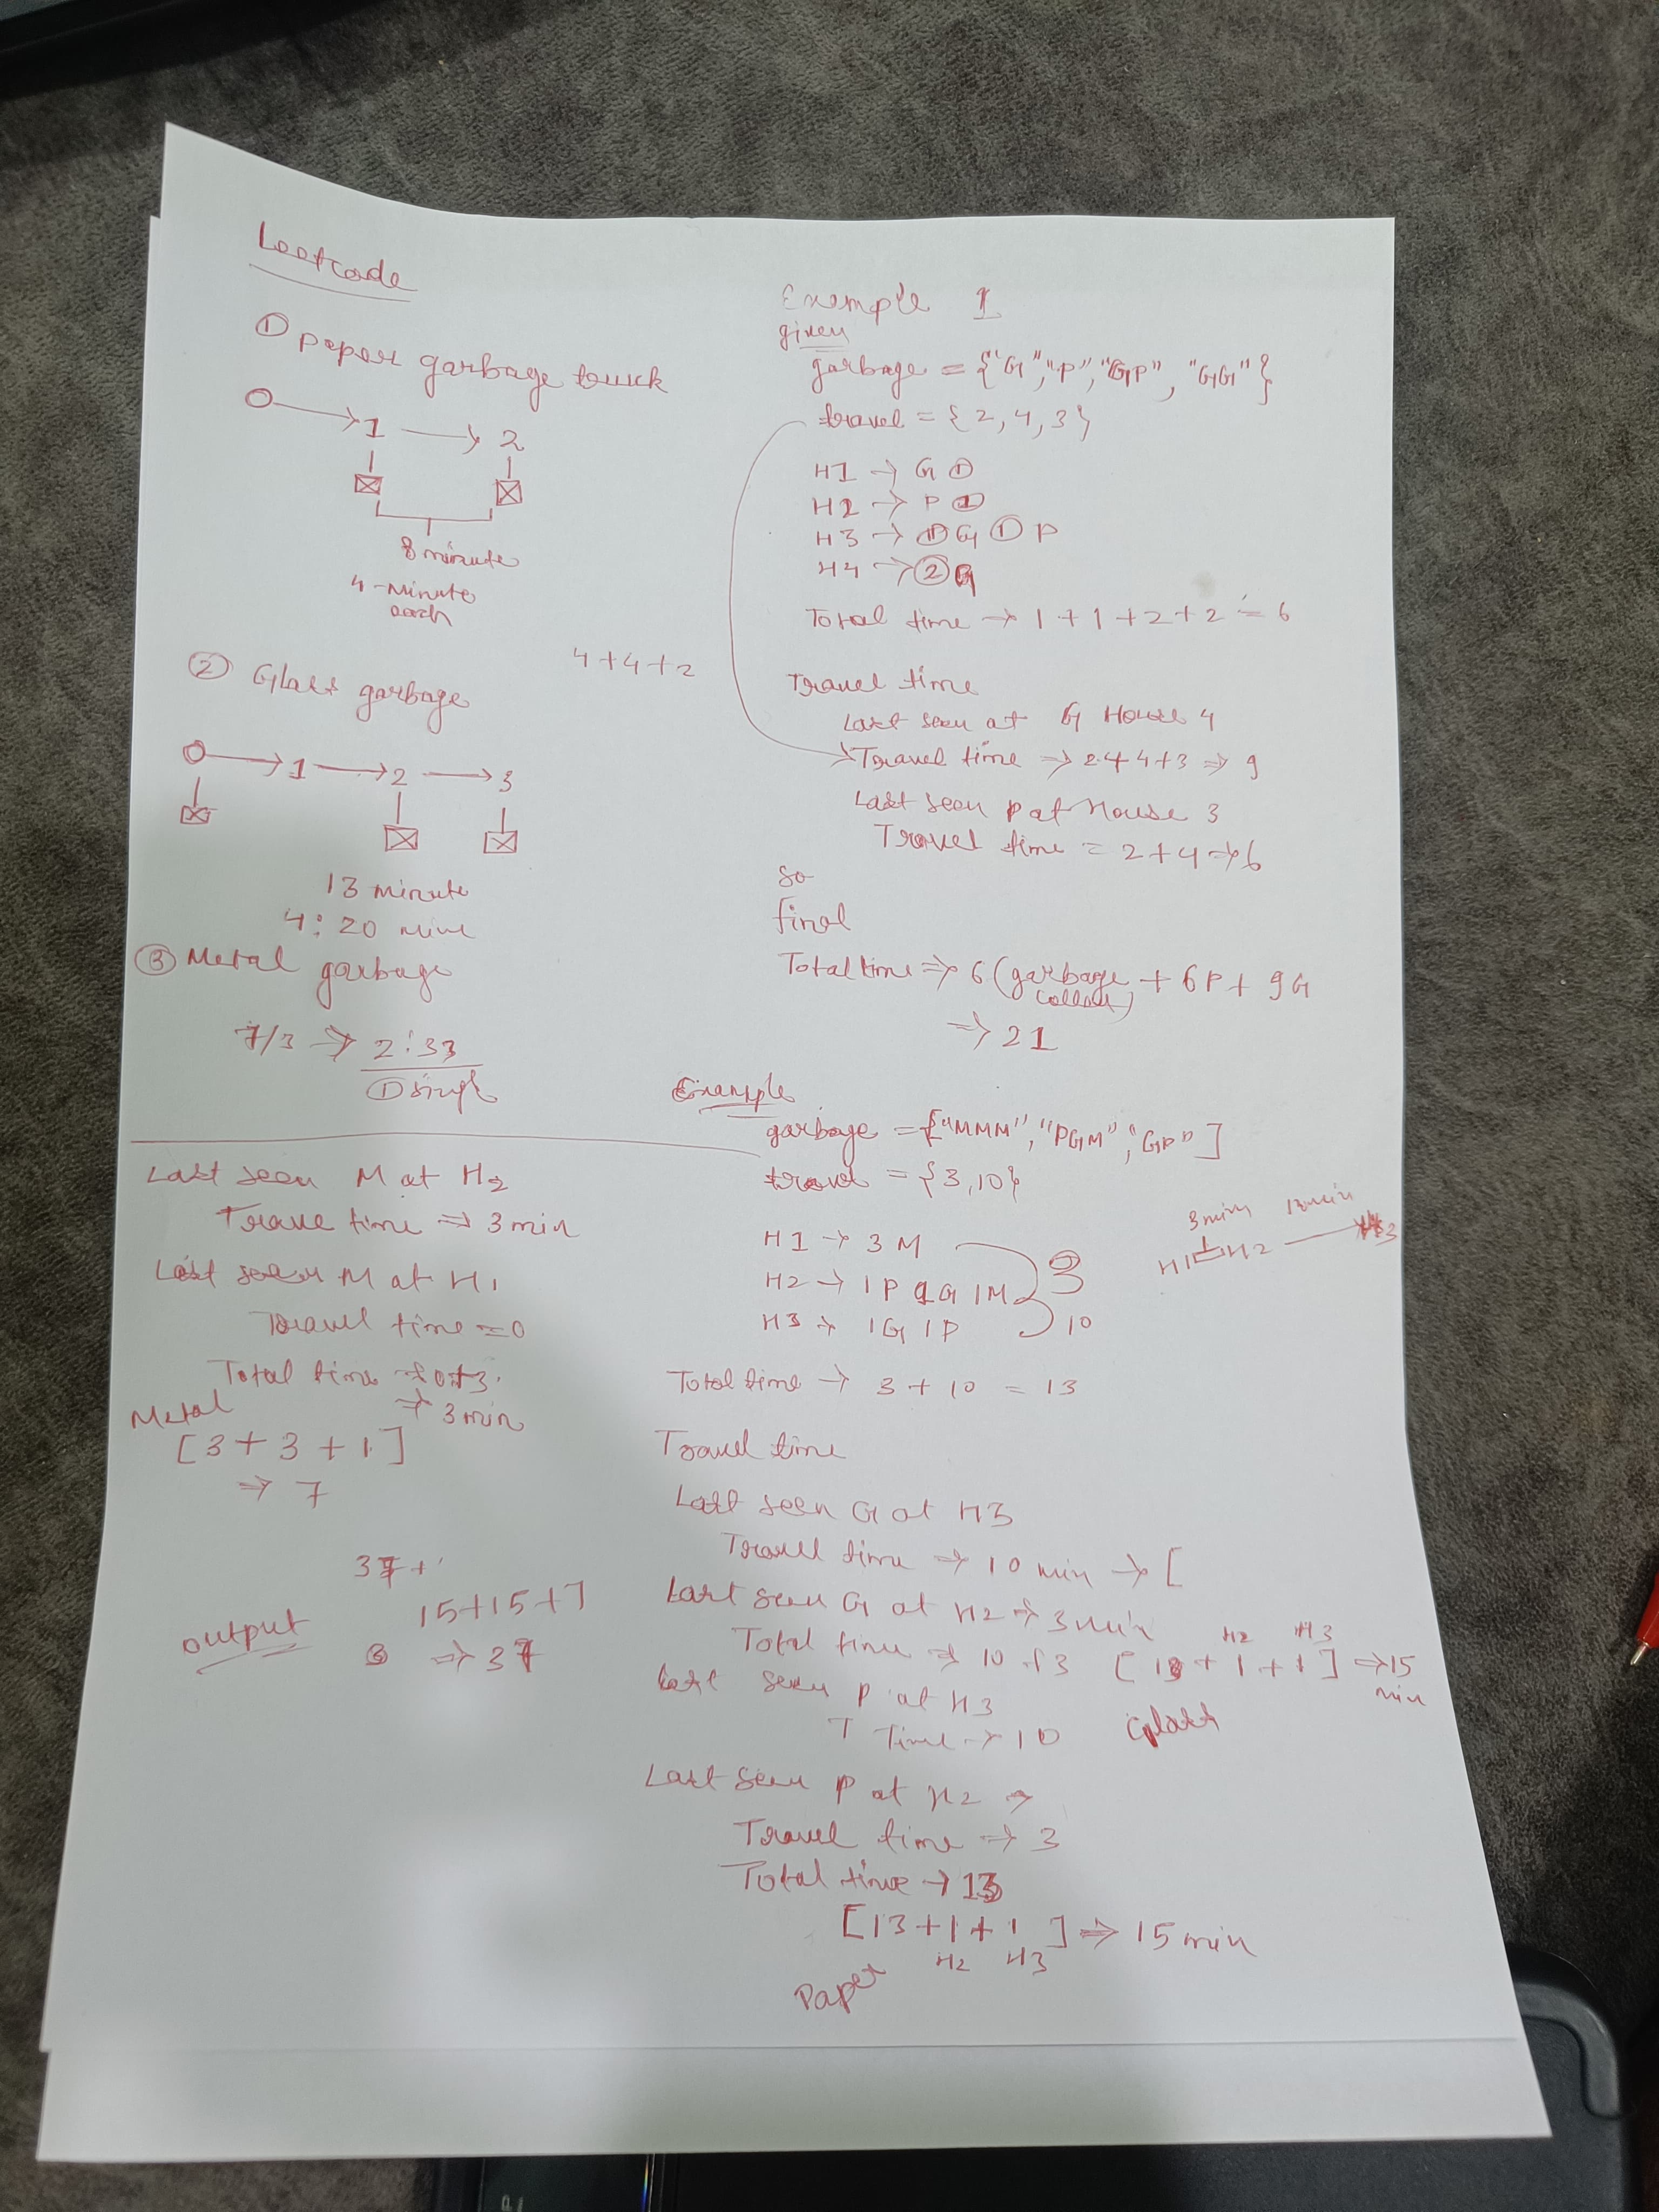 Leetcode
① Paper garbage truck
0 → 1 → 2
8 minute
4-Minute
each
4+4+2
② Glass garbage
0 → 1 → 2 → 3
13 minute
4:20 mint
③ Metal garbage
7/3 ⇒ 2:33
① singl
Last seen M at H2
Trave time ⇒ 3 min
Last seen M at H1
Travel time = 0
Total time ⇒ 0+3
⇒ 3 min
Metal
[3 + 3 + 1]
⇒ 7
37 +
output
15+15+7
⇒ 37
Example 1
given
garbage = {"G", "P", "GP", "GG"}
travel = {2, 4, 3}
H1 → G ①
H2 → P ①
H3 → ① G ① P
H4 → ② G
Total time → 1 + 1 + 2 + 2 = 6
Travel time
Last seen at G House 4
Travel time ⇒ 2+4+3 ⇒ 9
Last seen P at House 3
Travel time = 2 + 4 ⇒ 6
So
final
Total time ⇒ 6 (garbage collect) + 6P + 9G
⇒ 21
Example
garbage = ["MMM", "PGM", "GP"]
travel = {3, 10}
H1 → 3 M
H2 → 1P 1G 1M
H3 → 1G 1P
3
10
3min
H1 H2 → H3
Total time → 3 + 10 = 13
Travel time
Last seen G at H3
Travel time → 10 min → [
Last seen G at H2 → 3 min
Total time ⇒ 10 + 3 [13 + 1 + 1] ⇒ 15 min
H2 H3
Glass
Last seen P at H3
T Time → 10
Last seen P at H2 →
Travel time → 3
Total time → 13
[13 + 1 + 1] ⇒ 15 min
H2 H3
Paper